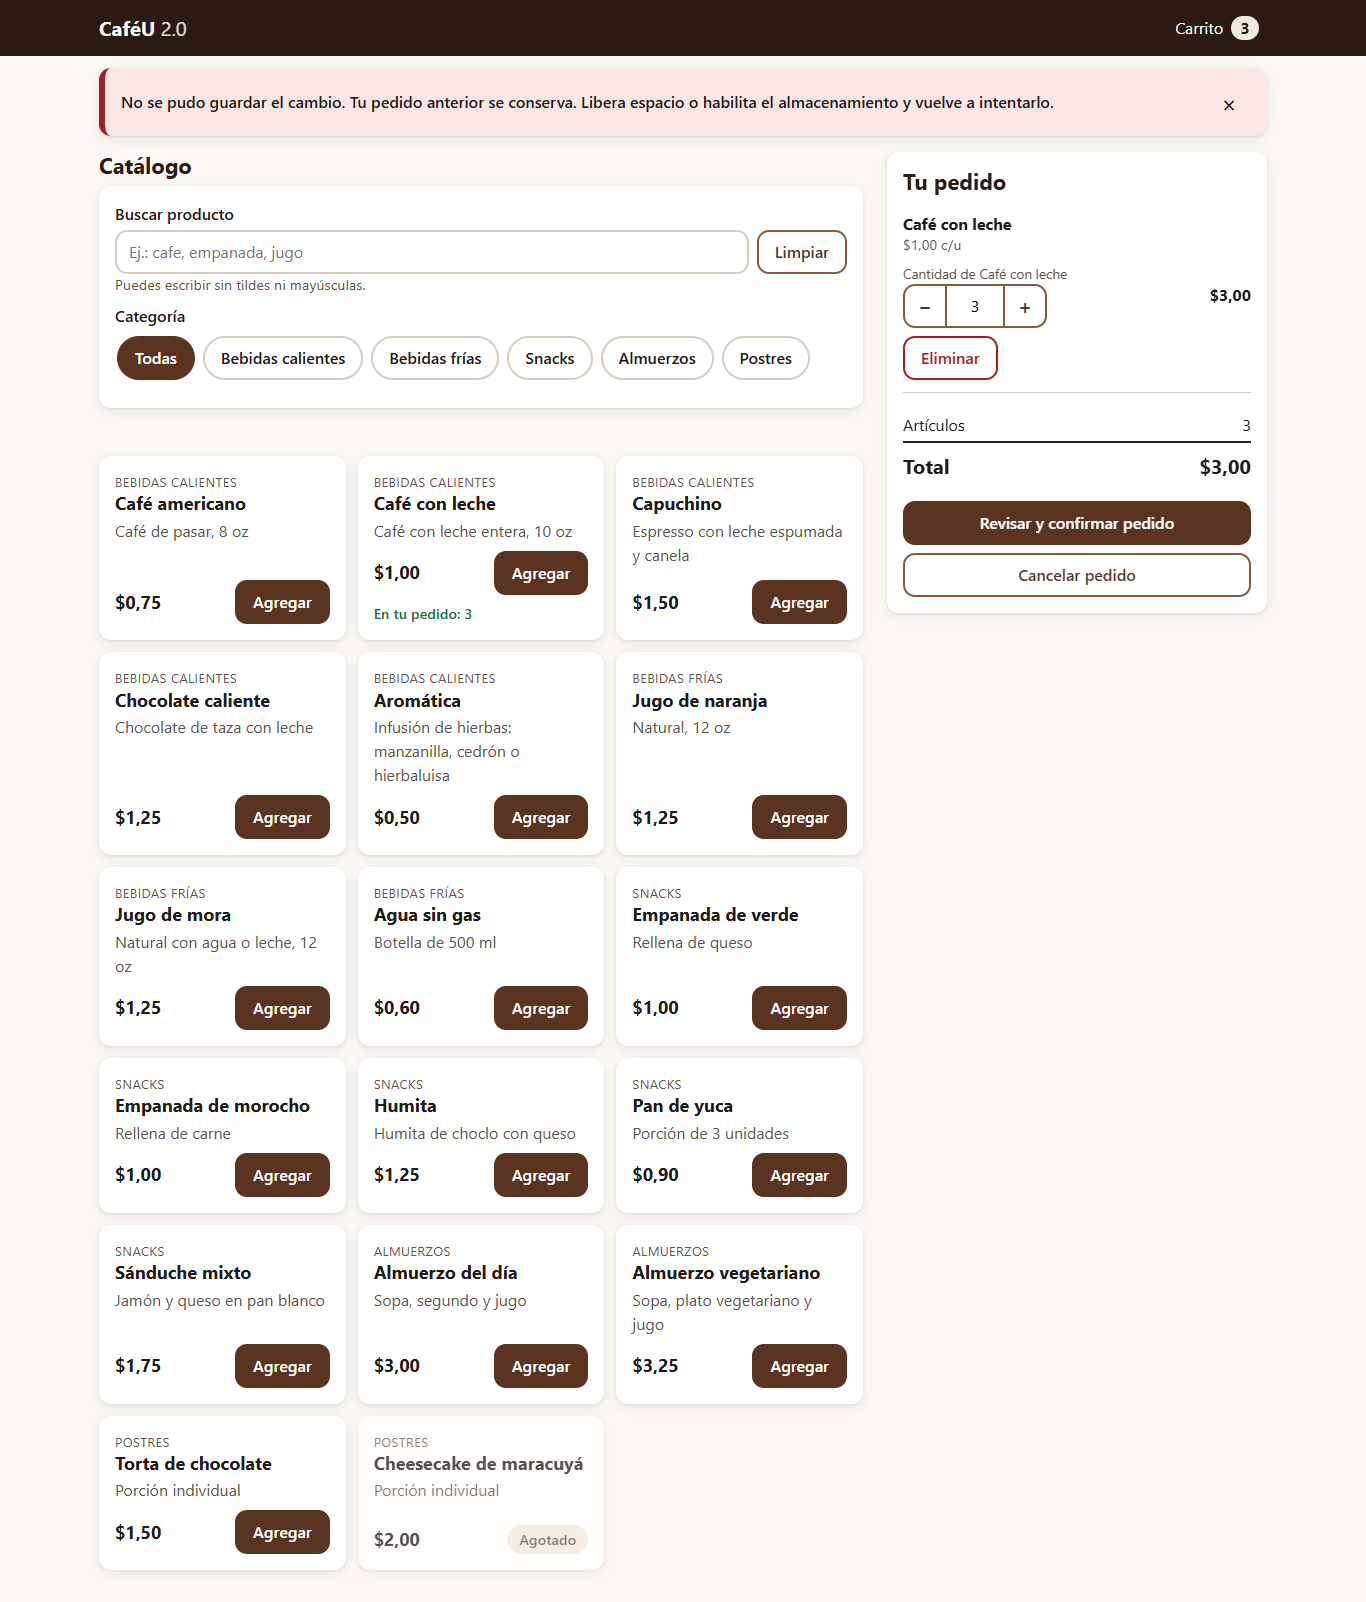 CaféU 2.0
Carrito 3
No se pudo guardar el cambio. Tu pedido anterior se conserva. Libera espacio o habilita el almacenamiento y vuelve a intentarlo.
×
Catálogo
Buscar producto
Ej.: cafe, empanada, jugo
Limpiar
Puedes escribir sin tildes ni mayúsculas.
Categoría
Todas
Bebidas calientes
Bebidas frías
Snacks
Almuerzos
Postres
BEBIDAS CALIENTES
Café americano
Café de pasar, 8 oz
$0,75
Agregar
BEBIDAS CALIENTES
Café con leche
Café con leche entera, 10 oz
$1,00
Agregar
En tu pedido: 3
BEBIDAS CALIENTES
Capuchino
Espresso con leche espumada
y canela
$1,50
Agregar
BEBIDAS CALIENTES
Chocolate caliente
Chocolate de taza con leche
$1,25
Agregar
BEBIDAS CALIENTES
Aromática
Infusión de hierbas:
manzanilla, cedrón o
hierbaluisa
$0,50
Agregar
BEBIDAS FRÍAS
Jugo de naranja
Natural, 12 oz
$1,25
Agregar
BEBIDAS FRÍAS
Jugo de mora
Natural con agua o leche, 12
oz
$1,25
Agregar
BEBIDAS FRÍAS
Agua sin gas
Botella de 500 ml
$0,60
Agregar
SNACKS
Empanada de verde
Rellena de queso
$1,00
Agregar
SNACKS
Empanada de morocho
Rellena de carne
$1,00
Agregar
SNACKS
Humita
Humita de choclo con queso
$1,25
Agregar
SNACKS
Pan de yuca
Porción de 3 unidades
$0,90
Agregar
SNACKS
Sánduche mixto
Jamón y queso en pan blanco
$1,75
Agregar
ALMUERZOS
Almuerzo del día
Sopa, segundo y jugo
$3,00
Agregar
ALMUERZOS
Almuerzo vegetariano
Sopa, plato vegetariano y
jugo
$3,25
Agregar
POSTRES
Torta de chocolate
Porción individual
$1,50
Agregar
POSTRES
Cheesecake de maracuyá
Porción individual
$2,00
Agotado
Tu pedido
Café con leche
$1,00 c/u
Cantidad de Café con leche
− 3 +
$3,00
Eliminar
Artículos 3
Total $3,00
Revisar y confirmar pedido
Cancelar pedido